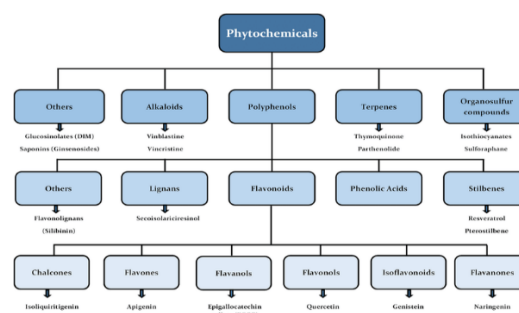 Phytochemicals
Others
Alkaloids
Polyphenols
Terpenes
Organosulfur
compounds
Glucosinolates (DIM)
Saponins (Ginsenosides)
Vinblastine
Vincristine
Thymoquinone
Parthenolide
Isothiocyanates
Sulforaphane
Others
Lignans
Flavonoids
Phenolic Acids
Stilbenes
Flavonolignans
(Silibinin)
Secoisolariciresinol
Resveratrol
Pterostilbene
Chalcones
Flavones
Flavanols
Flavonols
Isoflavonoids
Flavanones
Isoliquiritigenin
Apigenin
Epigallocatechin
Quercetin
Genistein
Naringenin